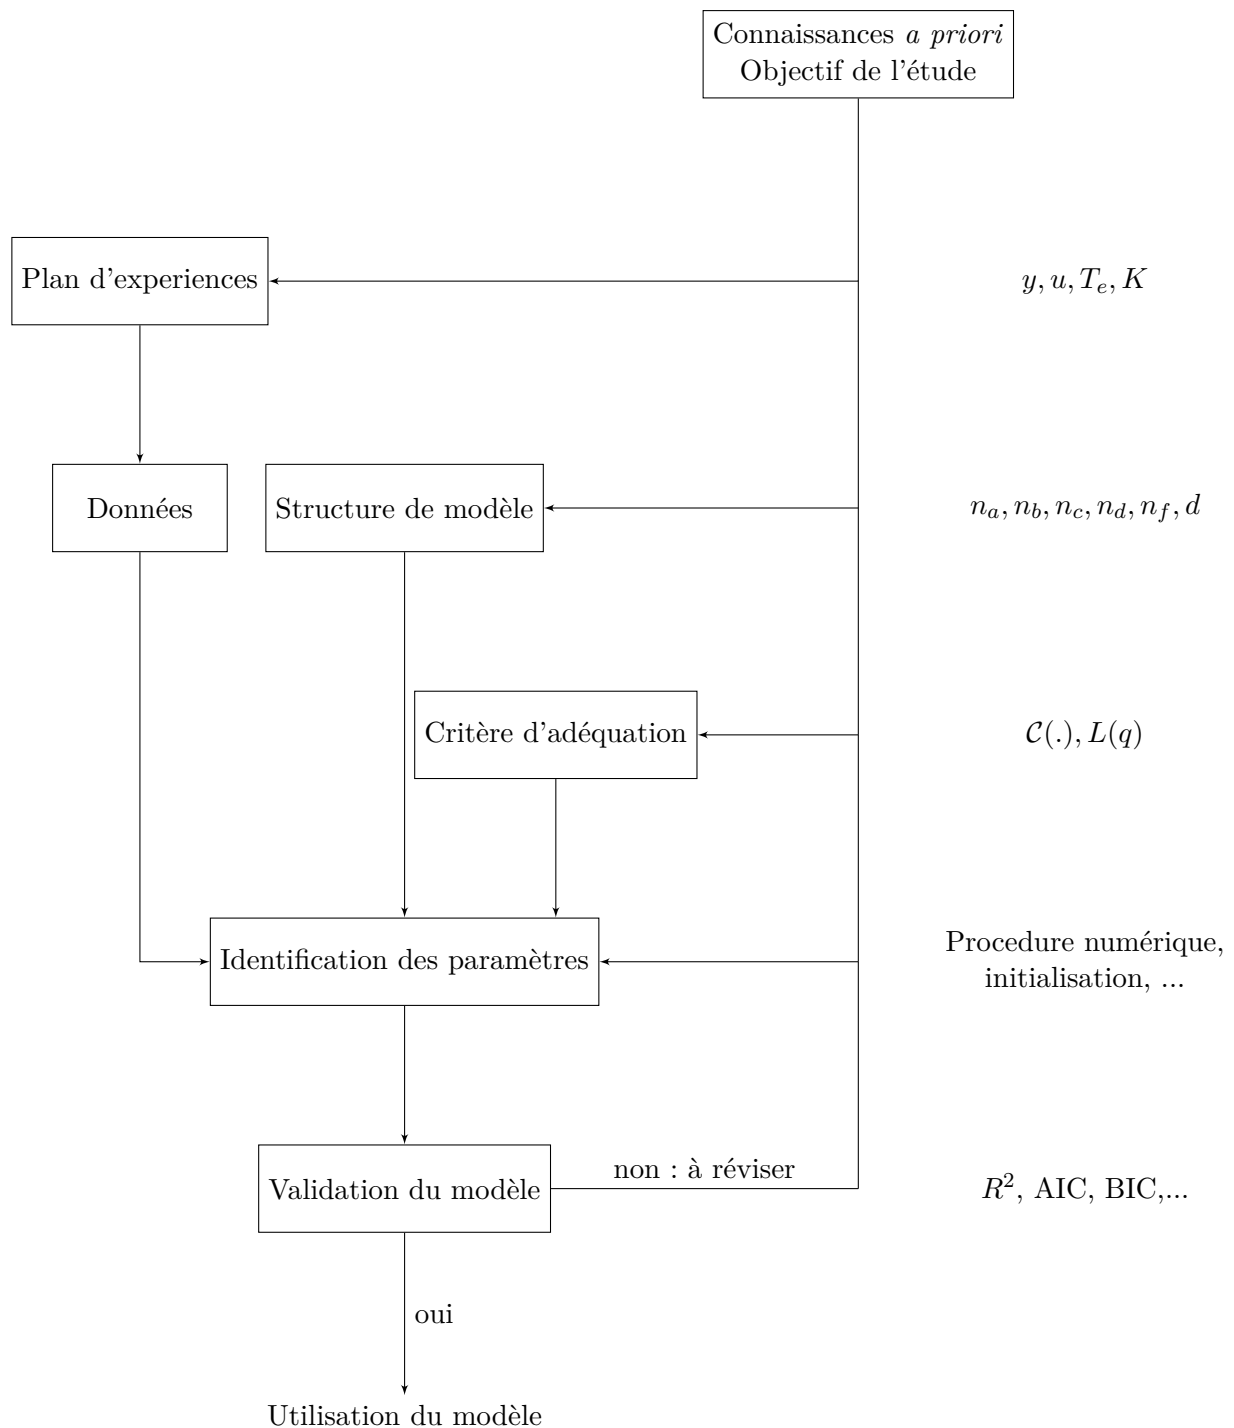 Connaissances a priori
Objectif de l'étude
Plan d'experiences
y, u, T_e, K
Données
Structure de modèle
n_a, n_b, n_c, n_d, n_f, d
Critère d'adéquation
𝒞(.), L(q)
Identification des paramètres
Procedure numérique,
initialisation, ...
Validation du modèle
non : à réviser
R², AIC, BIC,...
oui
Utilisation du modèle